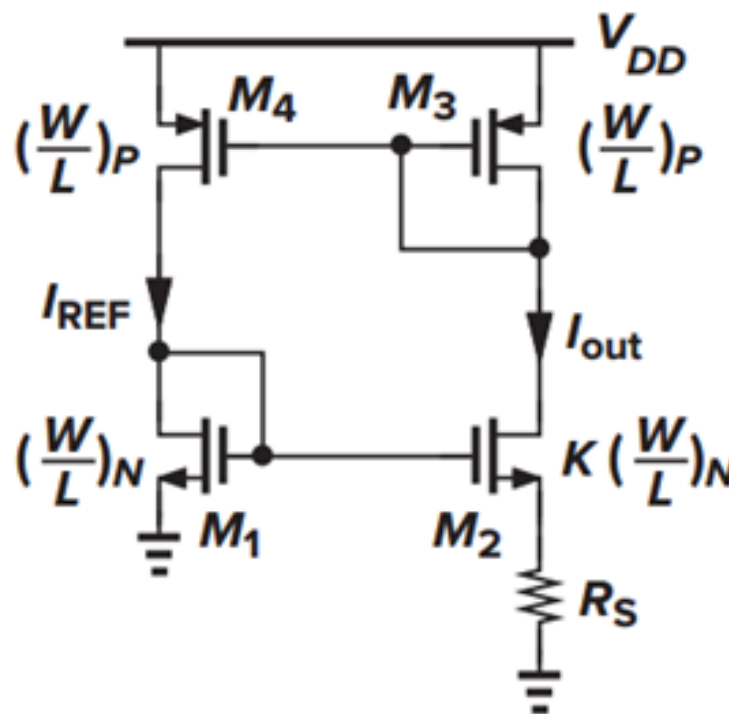 V_DD
M_4
M_3
(W/L)_P
(W/L)_P
I_REF
I_out
(W/L)_N
K(W/L)_N
M_1
M_2
R_S